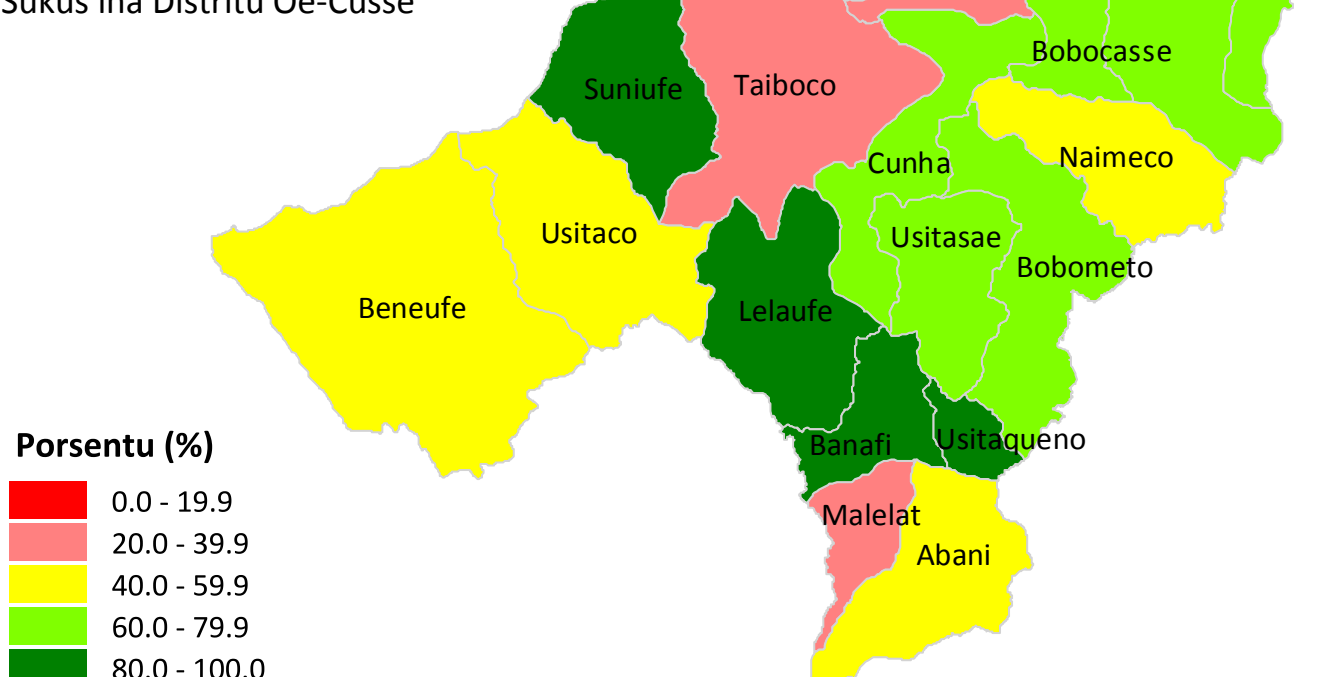 Sukus iha Distritu Oe-Cusse
Bobocasse
Suniufe
Taiboco
Naimeco
Cunha
Usitaco
Usitasae
Bobometo
Beneufe
Lelaufe
Usitaqueno
Banafi
Malelat
Abani
Porsentu (%)
0.0 - 19.9
20.0 - 39.9
40.0 - 59.9
60.0 - 79.9
80.0 - 100.0